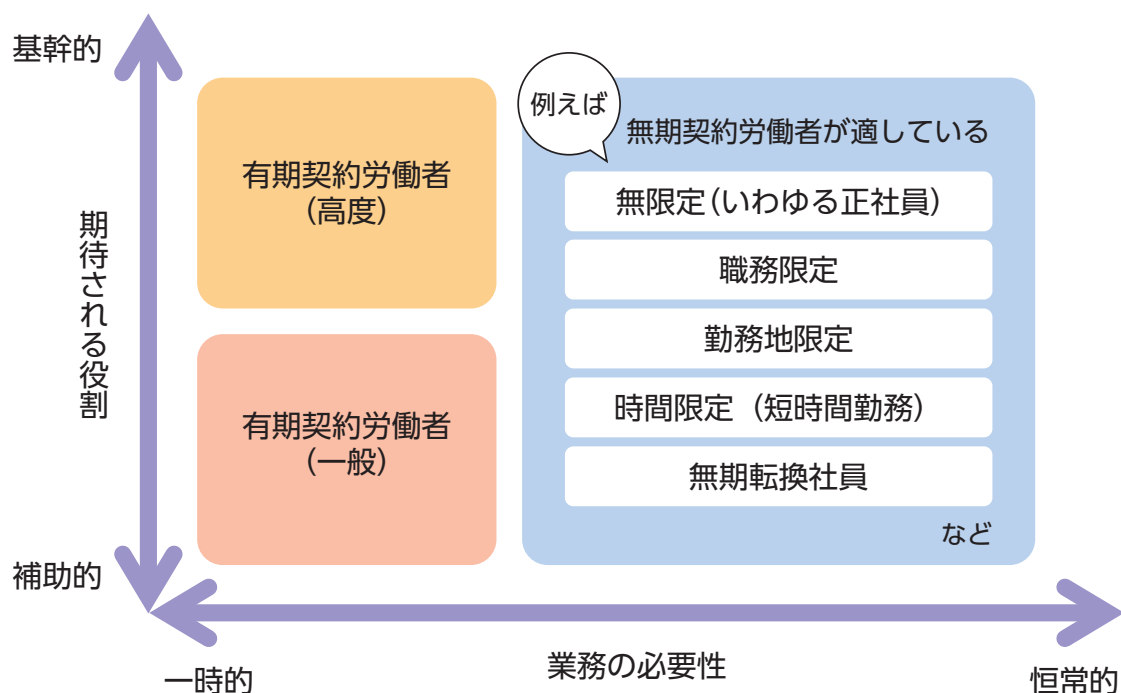 基幹的
期待される役割
補助的
有期契約労働者
(高度)
有期契約労働者
(一般)
例えば
無期契約労働者が適している
無限定(いわゆる正社員)
職務限定
勤務地限定
時間限定(短時間勤務)
無期転換社員
など
一時的
業務の必要性
恒常的